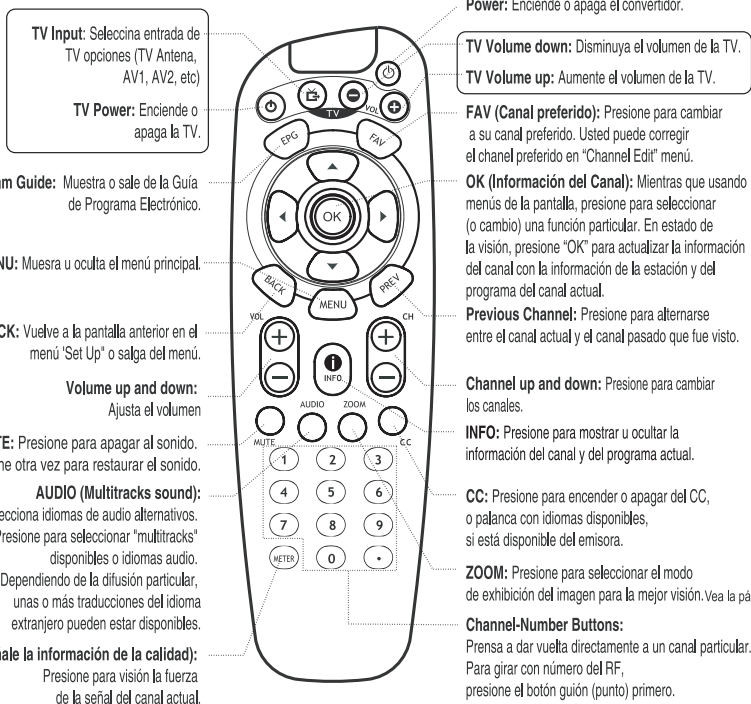 Power: Enciende o apaga el convertidor.
TV Input: Seleccina entrada de
TV opciones (TV Antena,
AV1, AV2, etc)
TV Power: Enciende o
apaga la TV.
TV Volume down: Disminuya el volumen de la TV.
TV Volume up: Aumente el volumen de la TV.
FAV (Canal preferido): Presione para cambiar
a su canal preferido. Usted puede corregir
el chanel preferido en “Channel Edit” menú.
Guide: Muestra o sale de la Guía
de Programa Electrónico.
OK (Información del Canal): Mientras que usando
menús de la pantalla, presione para seleccionar
(o cambio) una función particular. En estado de
la visión, presione “OK” para actualizar la información
del canal con la información de la estación y del
programa del canal actual.
NU: Muesra u oculta el menú principal.
CK: Vuelve a la pantalla anterior en el
menú 'Set Up" o salga del menú.
Previous Channel: Presione para alternarse
entre el canal actual y el canal pasado que fue visto.
Volume up and down:
Ajusta el volumen
Channel up and down: Presione para cambiar
los canales.
TE: Presione para apagar al sonido.
ne otra vez para restaurar el sonido.
INFO: Presione para mostrar u ocultar la
información del canal y del programa actual.
AUDIO (Multitracks sound):
lecciona idiomas de audio alternativos.
Presione para seleccionar "multitracks"
disponibles o idiomas audio.
Dependiendo de la difusión particular,
unas o más traducciones del idioma
extranjero pueden estar disponibles.
CC: Presione para encender o apagar del CC,
o palanca con idiomas disponibles,
si está disponible del emisora.
ZOOM: Presione para seleccionar el modo
de exhibición del imagen para la mejor visión. Vea la pá
ñale la información de la calidad):
Presione para visión la fuerza
de la señal del canal actual.
Channel-Number Buttons:
Prensa a dar vuelta directamente a un canal particular.
Para girar con número del RF,
presione el botón guión (punto) primero.
TV
VOL
EPG
FAV
OK
BACK
PREV
MENU
VOL
CH
INFO.
AUDIO
ZOOM
MUTE
CC
1 2 3
4 5 6
7 8 9
METER 0 •